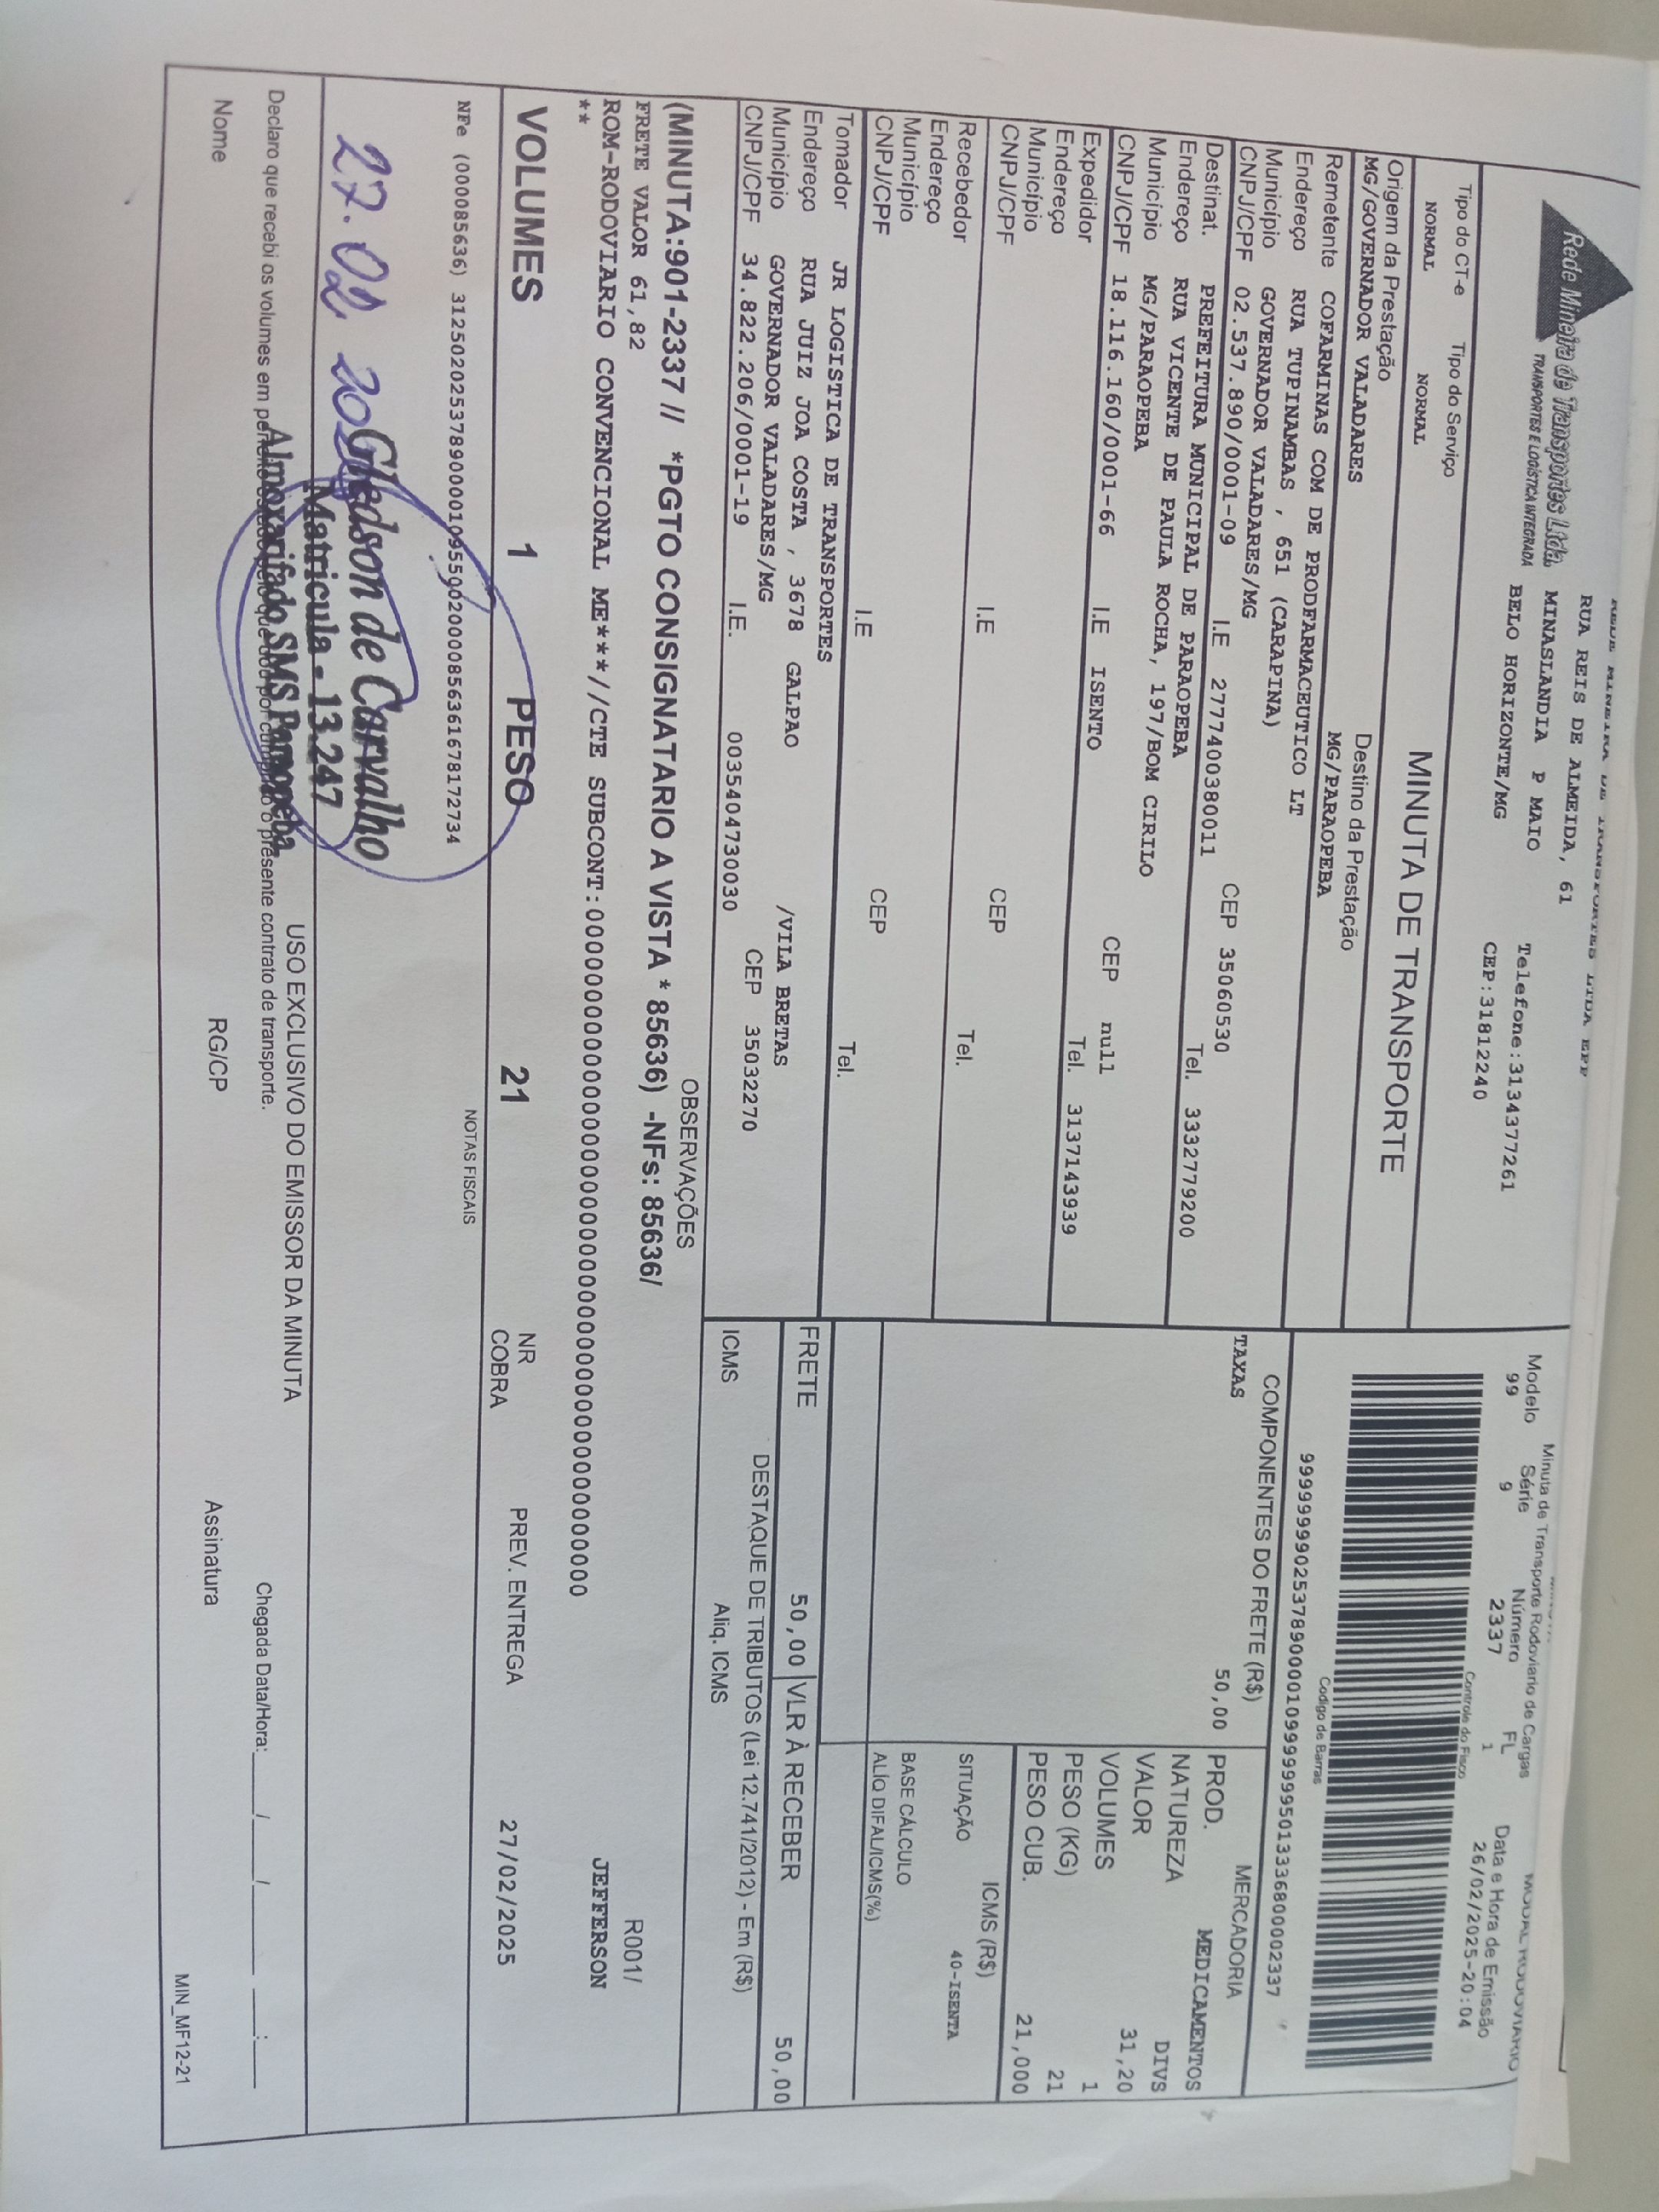 Rede Mineira de Transportes Ltda.
TRANSPORTES E LOGÍSTICA INTEGRADA
REDE MINEIRA DE TRANSPORTES LTDA EPP
RUA REIS DE ALMEIDA, 61
MINASLANDIA P MAIO
BELO HORIZONTE/MG
Telefone:3134377261
CEP:31812240
MODAL RODOVIARIO
Minuta de Transporte Rodoviario de Cargas
Modelo Série Número FL Data e Hora de Emissão
99 9 2337 1 26/02/2025-20:04
Controle do Fisco
Tipo do CT-e Tipo do Serviço
NORMAL NORMAL
MINUTA DE TRANSPORTE
Codigo de Barras
Origem da Prestação Destino da Prestação
MG/GOVERNADOR VALADARES MG/PARAOPEBA
Remetente COFARMINAS COM DE PRODFARMACEUTICO LT
Endereço RUA TUPINAMBAS , 651 (CARAPINA)
Município GOVERNADOR VALADARES/MG CEP 35060530
CNPJ/CPF 02.537.890/0001-09 I.E 2777400380011 Tel. 3332779200
Destinat. PREFEITURA MUNICIPAL DE PARAOPEBA
Endereço RUA VICENTE DE PAULA ROCHA, 197/BOM CIRILO
Município MG/PARAOPEBA CEP null
CNPJ/CPF 18.116.160/0001-66 I.E ISENTO Tel. 3137143939
Expedidor
Endereço
Município CEP
CNPJ/CPF I.E Tel.
Recebedor
Endereço
Município CEP
CNPJ/CPF I.E Tel.
Tomador JR LOGISTICA DE TRANSPORTES
Endereço RUA JUIZ JOA COSTA , 3678 GALPAO /VILA BRETAS
Município GOVERNADOR VALADARES/MG CEP 35032270
CNPJ/CPF 34.822.206/0001-19 I.E. 0035404730030
COMPONENTES DO FRETE (R$)
TAXAS 50,00
MERCADORIA
PROD. MEDICAMENTOS
NATUREZA DIVS
VALOR 31,20
VOLUMES 1
PESO (KG) 21
PESO CUB. 21,000
ICMS (R$)
SITUAÇÃO 40-ISENTA
BASE CÁLCULO
ALÍQ DIFAL/ICMS(%)
FRETE 50,00 VLR À RECEBER 50,00
DESTAQUE DE TRIBUTOS (Lei 12.741/2012) - Em (R$)
ICMS Aliq. ICMS
OBSERVAÇÕES
(MINUTA:901-2337 // *PGTO CONSIGNATARIO A VISTA * 85636) -NFs: 85636/
FRETE VALOR 61,82 R001/
**
JEFFERSON
VOLUMES 1 PESO 21 NR COBRA PREV. ENTREGA 27/02/2025
NOTAS FISCAIS
27.02.
Gledson de Carvalho
Matricula - 13.247
Almoxarifado SMS Paraopeba
USO EXCLUSIVO DO EMISSOR DA MINUTA
Declaro que recebi os volumes em perfeito estado pelo que dou por cumprido o presente contrato de transporte.
Chegada Data/Hora:____/____/______ ___:___
Nome RG/CP Assinatura
MIN_MF12-21